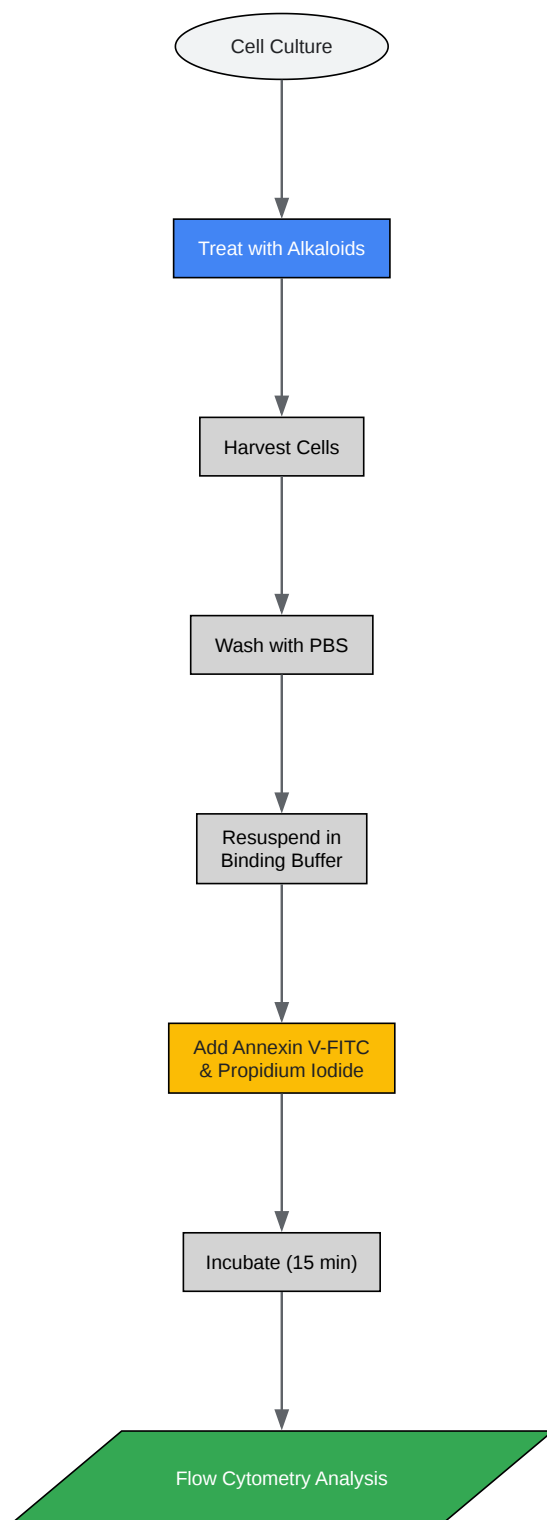 Cell Culture
Treat with Alkaloids
Harvest Cells
Wash with PBS
Resuspend in
Binding Buffer
Add Annexin V-FITC
& Propidium Iodide
Incubate (15 min)
Flow Cytometry Analysis